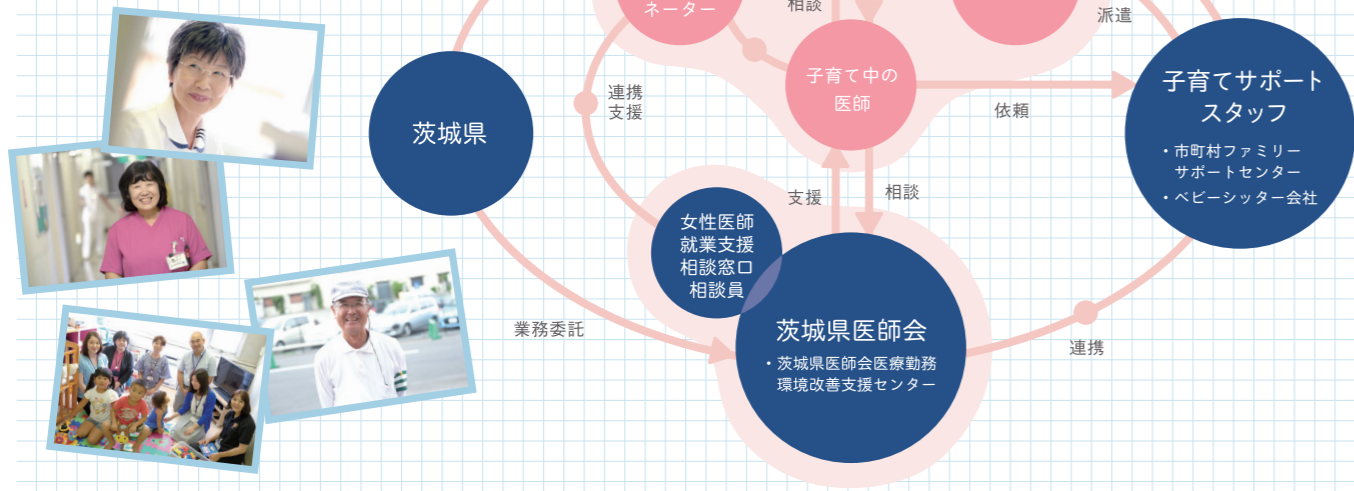 ネーター
相談
派遣
子育て中の
医師
連携
支援
茨城県
依頼
子育てサポート
スタッフ
・市町村ファミリー
サポートセンター
・ベビーシッター会社
支援
相談
女性医師
就業支援
相談窓口
相談員
業務委託
茨城県医師会
・茨城県医師会医療勤務
環境改善支援センター
連携